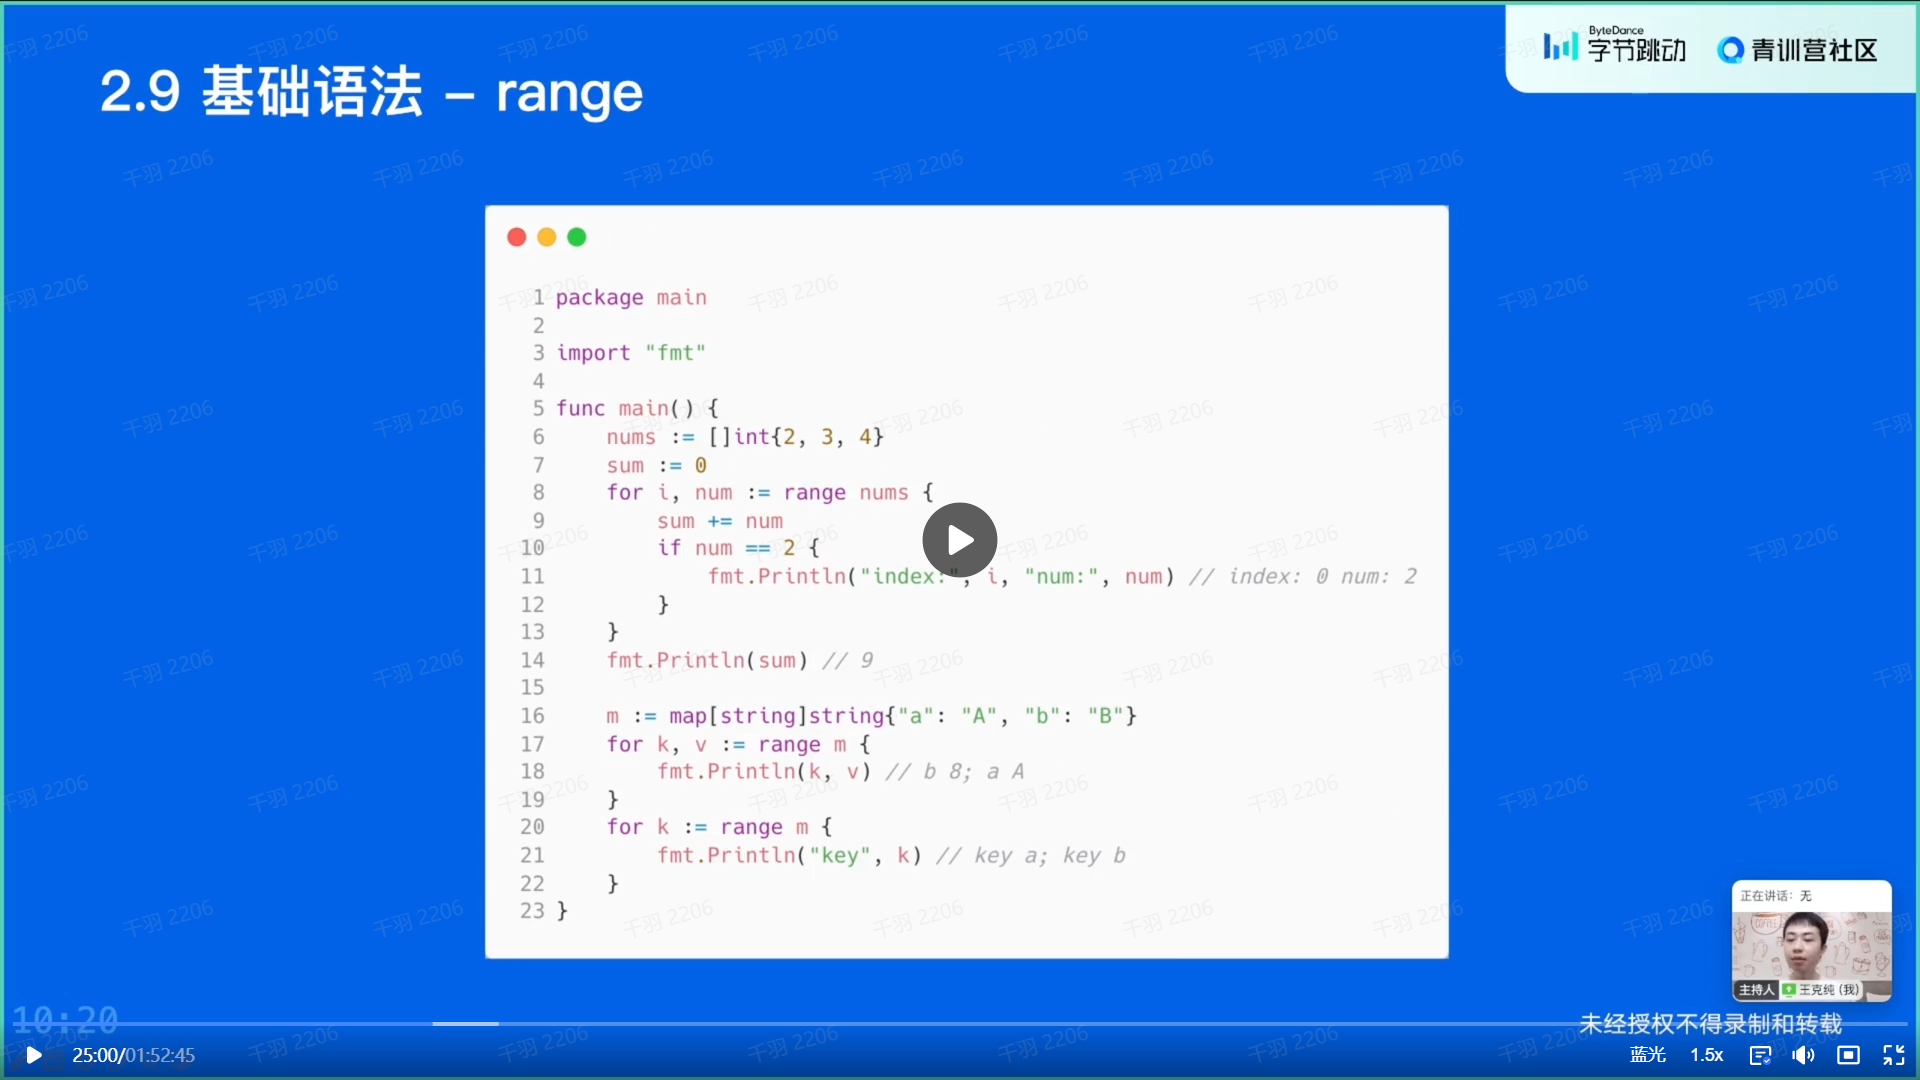 2.9 基础语法 – range
ByteDance
字节跳动
青训营社区
1 package main
2
3 import "fmt"
4
5 func main() {
6     nums := []int{2, 3, 4}
7     sum := 0
8     for i, num := range nums {
9         sum += num
10         if num == 2 {
11             fmt.Println("index:", i, "num:", num) // index: 0 num: 2
12         }
13     }
14     fmt.Println(sum) // 9
15
16     m := map[string]string{"a": "A", "b": "B"}
17     for k, v := range m {
18         fmt.Println(k, v) // b 8; a A
19     }
20     for k := range m {
21         fmt.Println("key", k) // key a; key b
22     }
23 }
正在讲话: 无
COFFEE
主持人 王克纯 (我)
10:20
未经授权不得录制和转载
25:00/01:52:45
蓝光 1.5x
千羽 2206